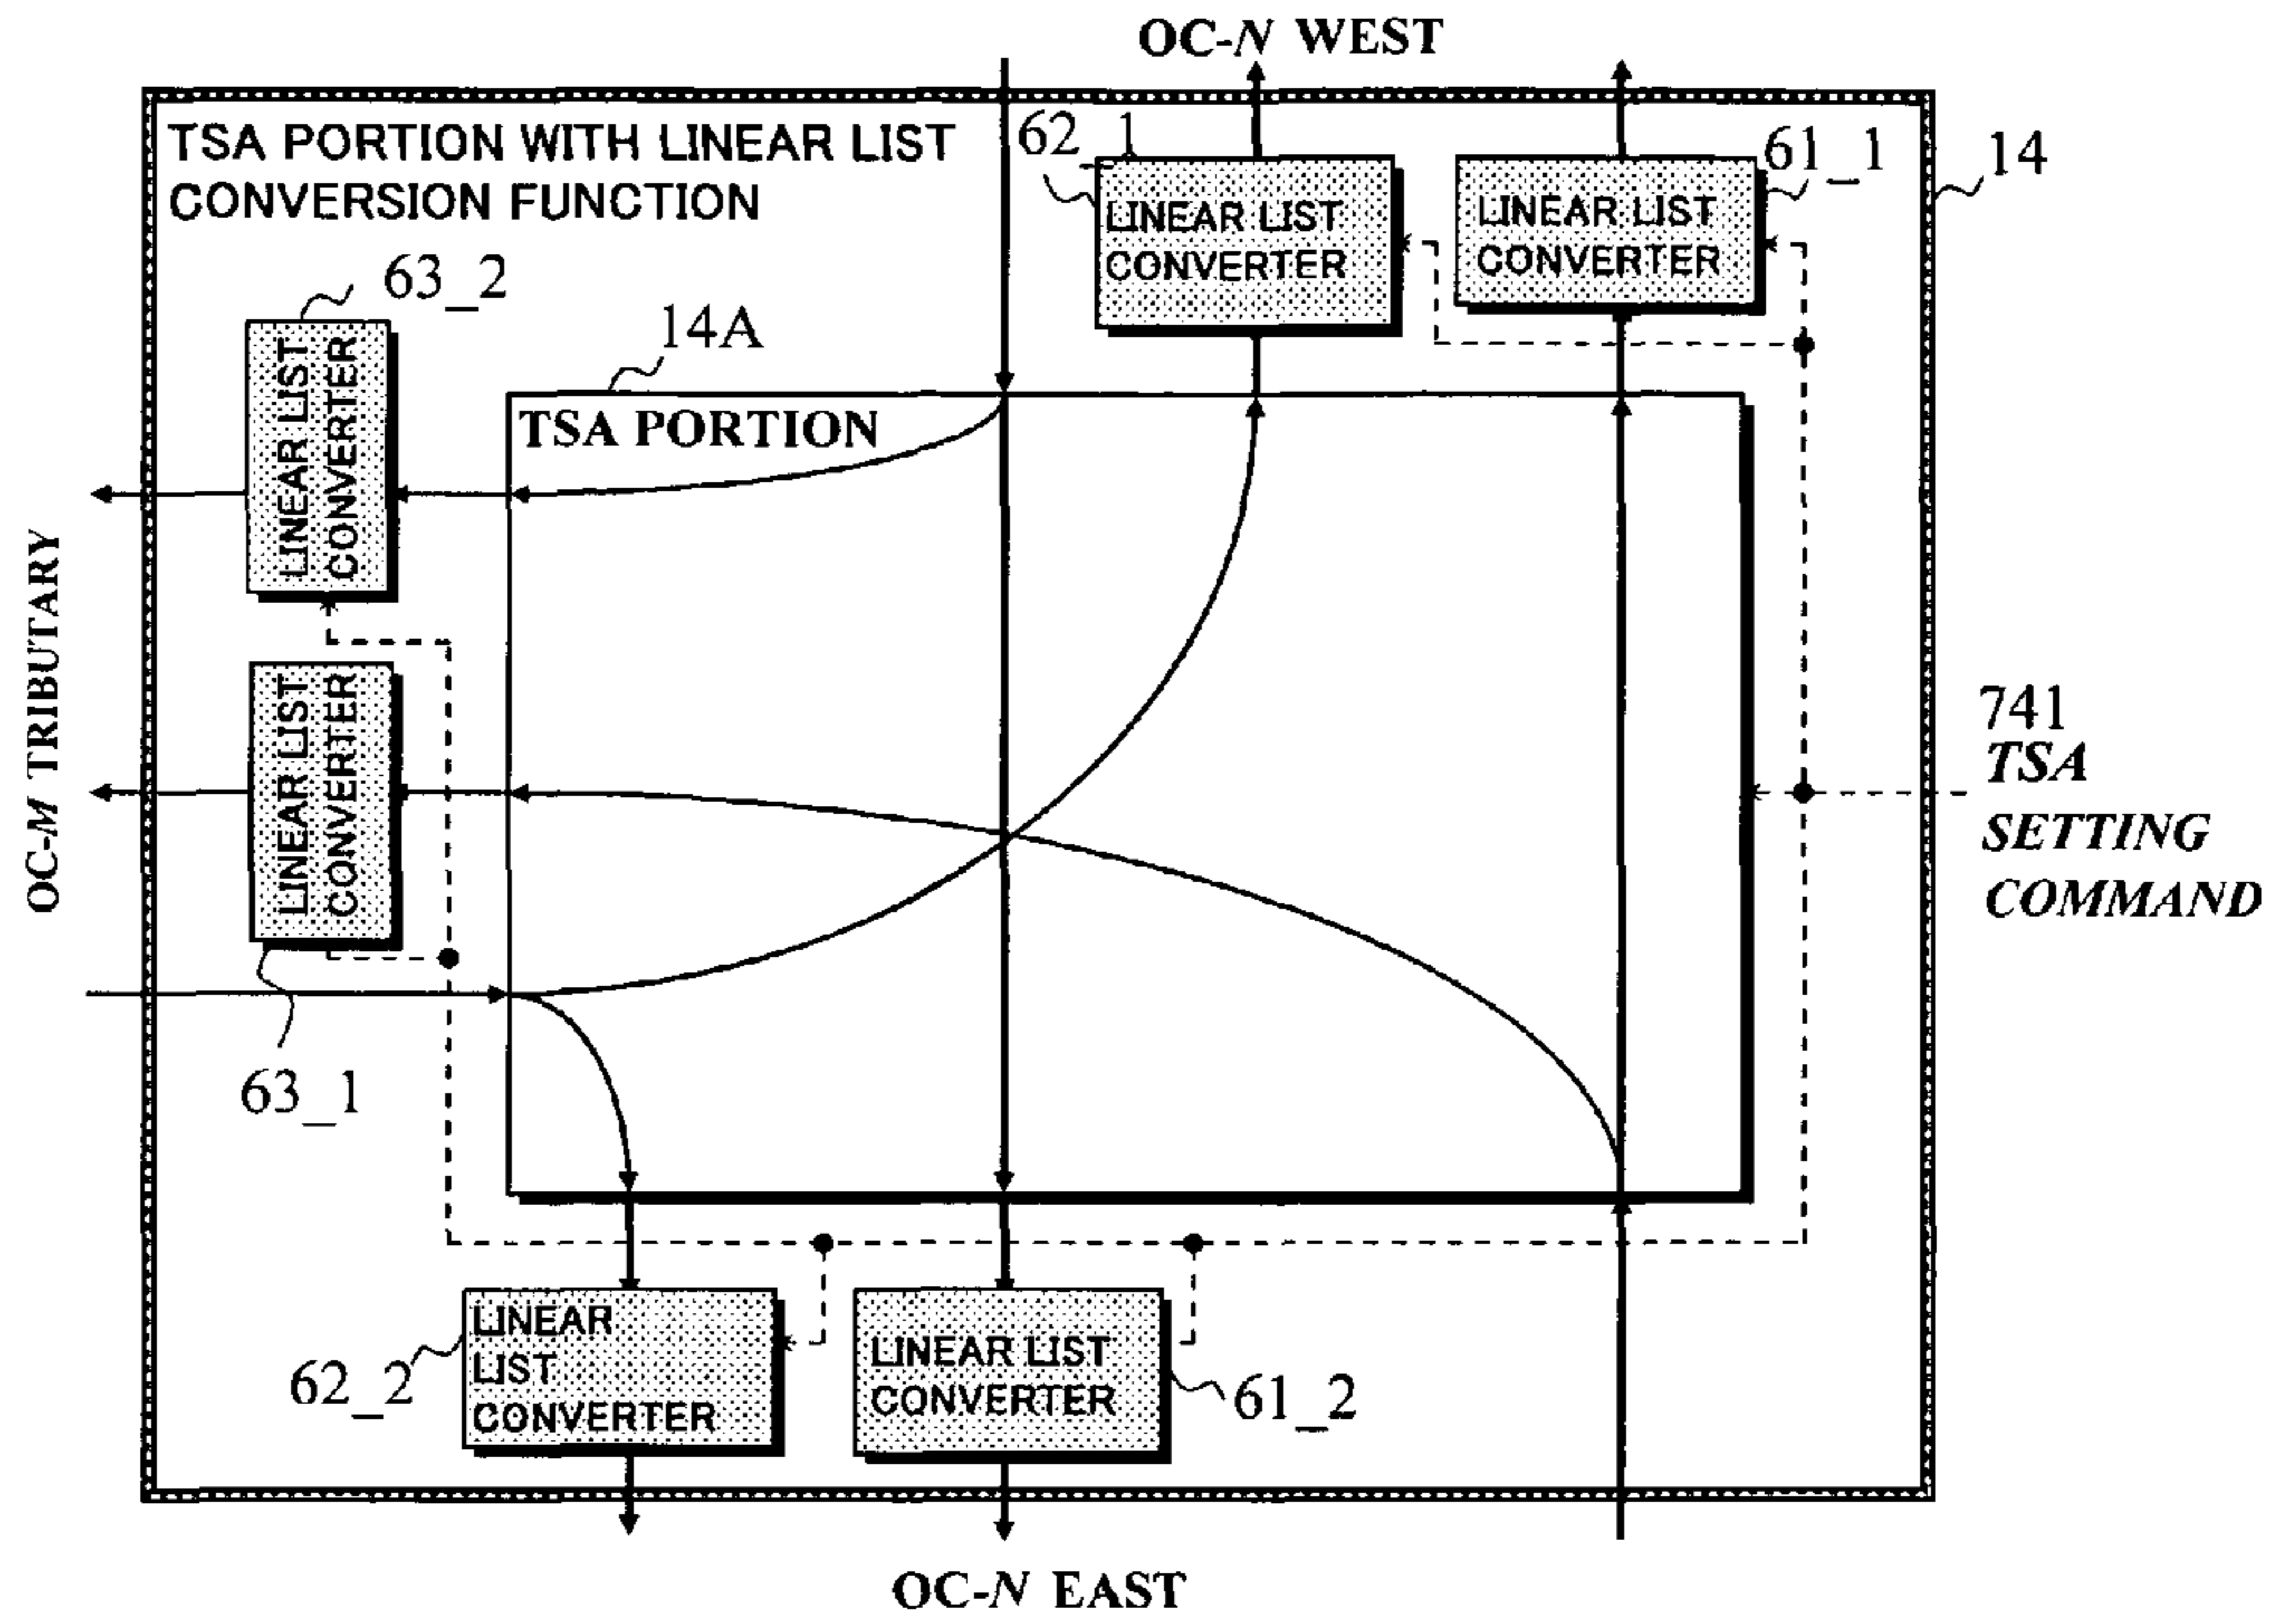 OC-N WEST
TSA PORTION WITH LINEAR LIST
CONVERSION FUNCTION
62_1
61_1
14
LINEAR LIST
CONVERTER
LINEAR LIST
CONVERTER
63_2
14A
LINEAR LIST
CONVERTER
TSA PORTION
OC-M TRIBUTARY
LINEAR LIST
CONVERTER
741
TSA
SETTING
COMMAND
63_1
LINEAR
LIST
CONVERTER
62_2
LINEAR LIST
CONVERTER
61_2
OC-N EAST